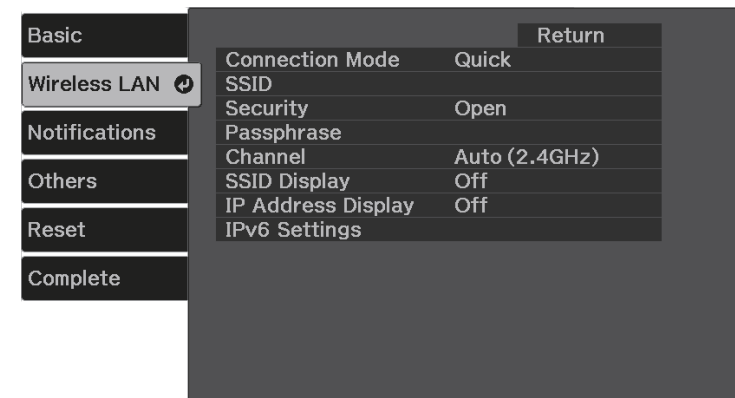 Basic
Wireless LAN
Notifications
Others
Reset
Complete
Return
Connection Mode Quick
SSID
Security Open
Passphrase
Channel Auto (2.4GHz)
SSID Display Off
IP Address Display Off
IPv6 Settings